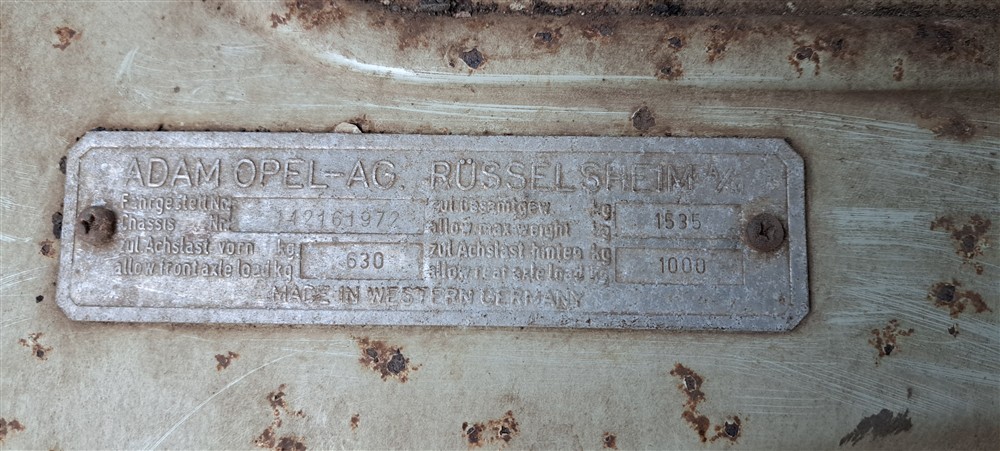 ADAM OPEL-AG. RÜSSELSHEIM
Fahrgestell Nr. 142161972 zul Gesamtgew. kg 1535
Chassis Nr. allow max weight kg
zul Achslast vorn kg 630 zul Achslast hinten kg 1000
allow front axle load kg allow rear axle load kg
MADE IN WESTERN GERMANY